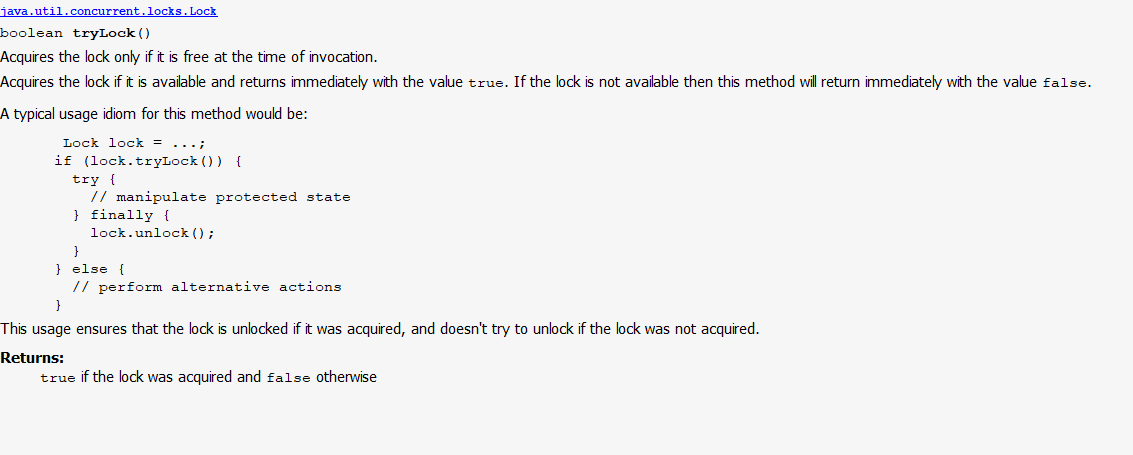 java.util.concurrent.locks.Lock
boolean tryLock()
Acquires the lock only if it is free at the time of invocation.
Acquires the lock if it is available and returns immediately with the value true. If the lock is not available then this method will return immediately with the value false.
A typical usage idiom for this method would be:
Lock lock = ...;
if (lock.tryLock()) {
try {
// manipulate protected state
} finally {
lock.unlock();
}
} else {
// perform alternative actions
}
This usage ensures that the lock is unlocked if it was acquired, and doesn't try to unlock if the lock was not acquired.
Returns:
true if the lock was acquired and false otherwise